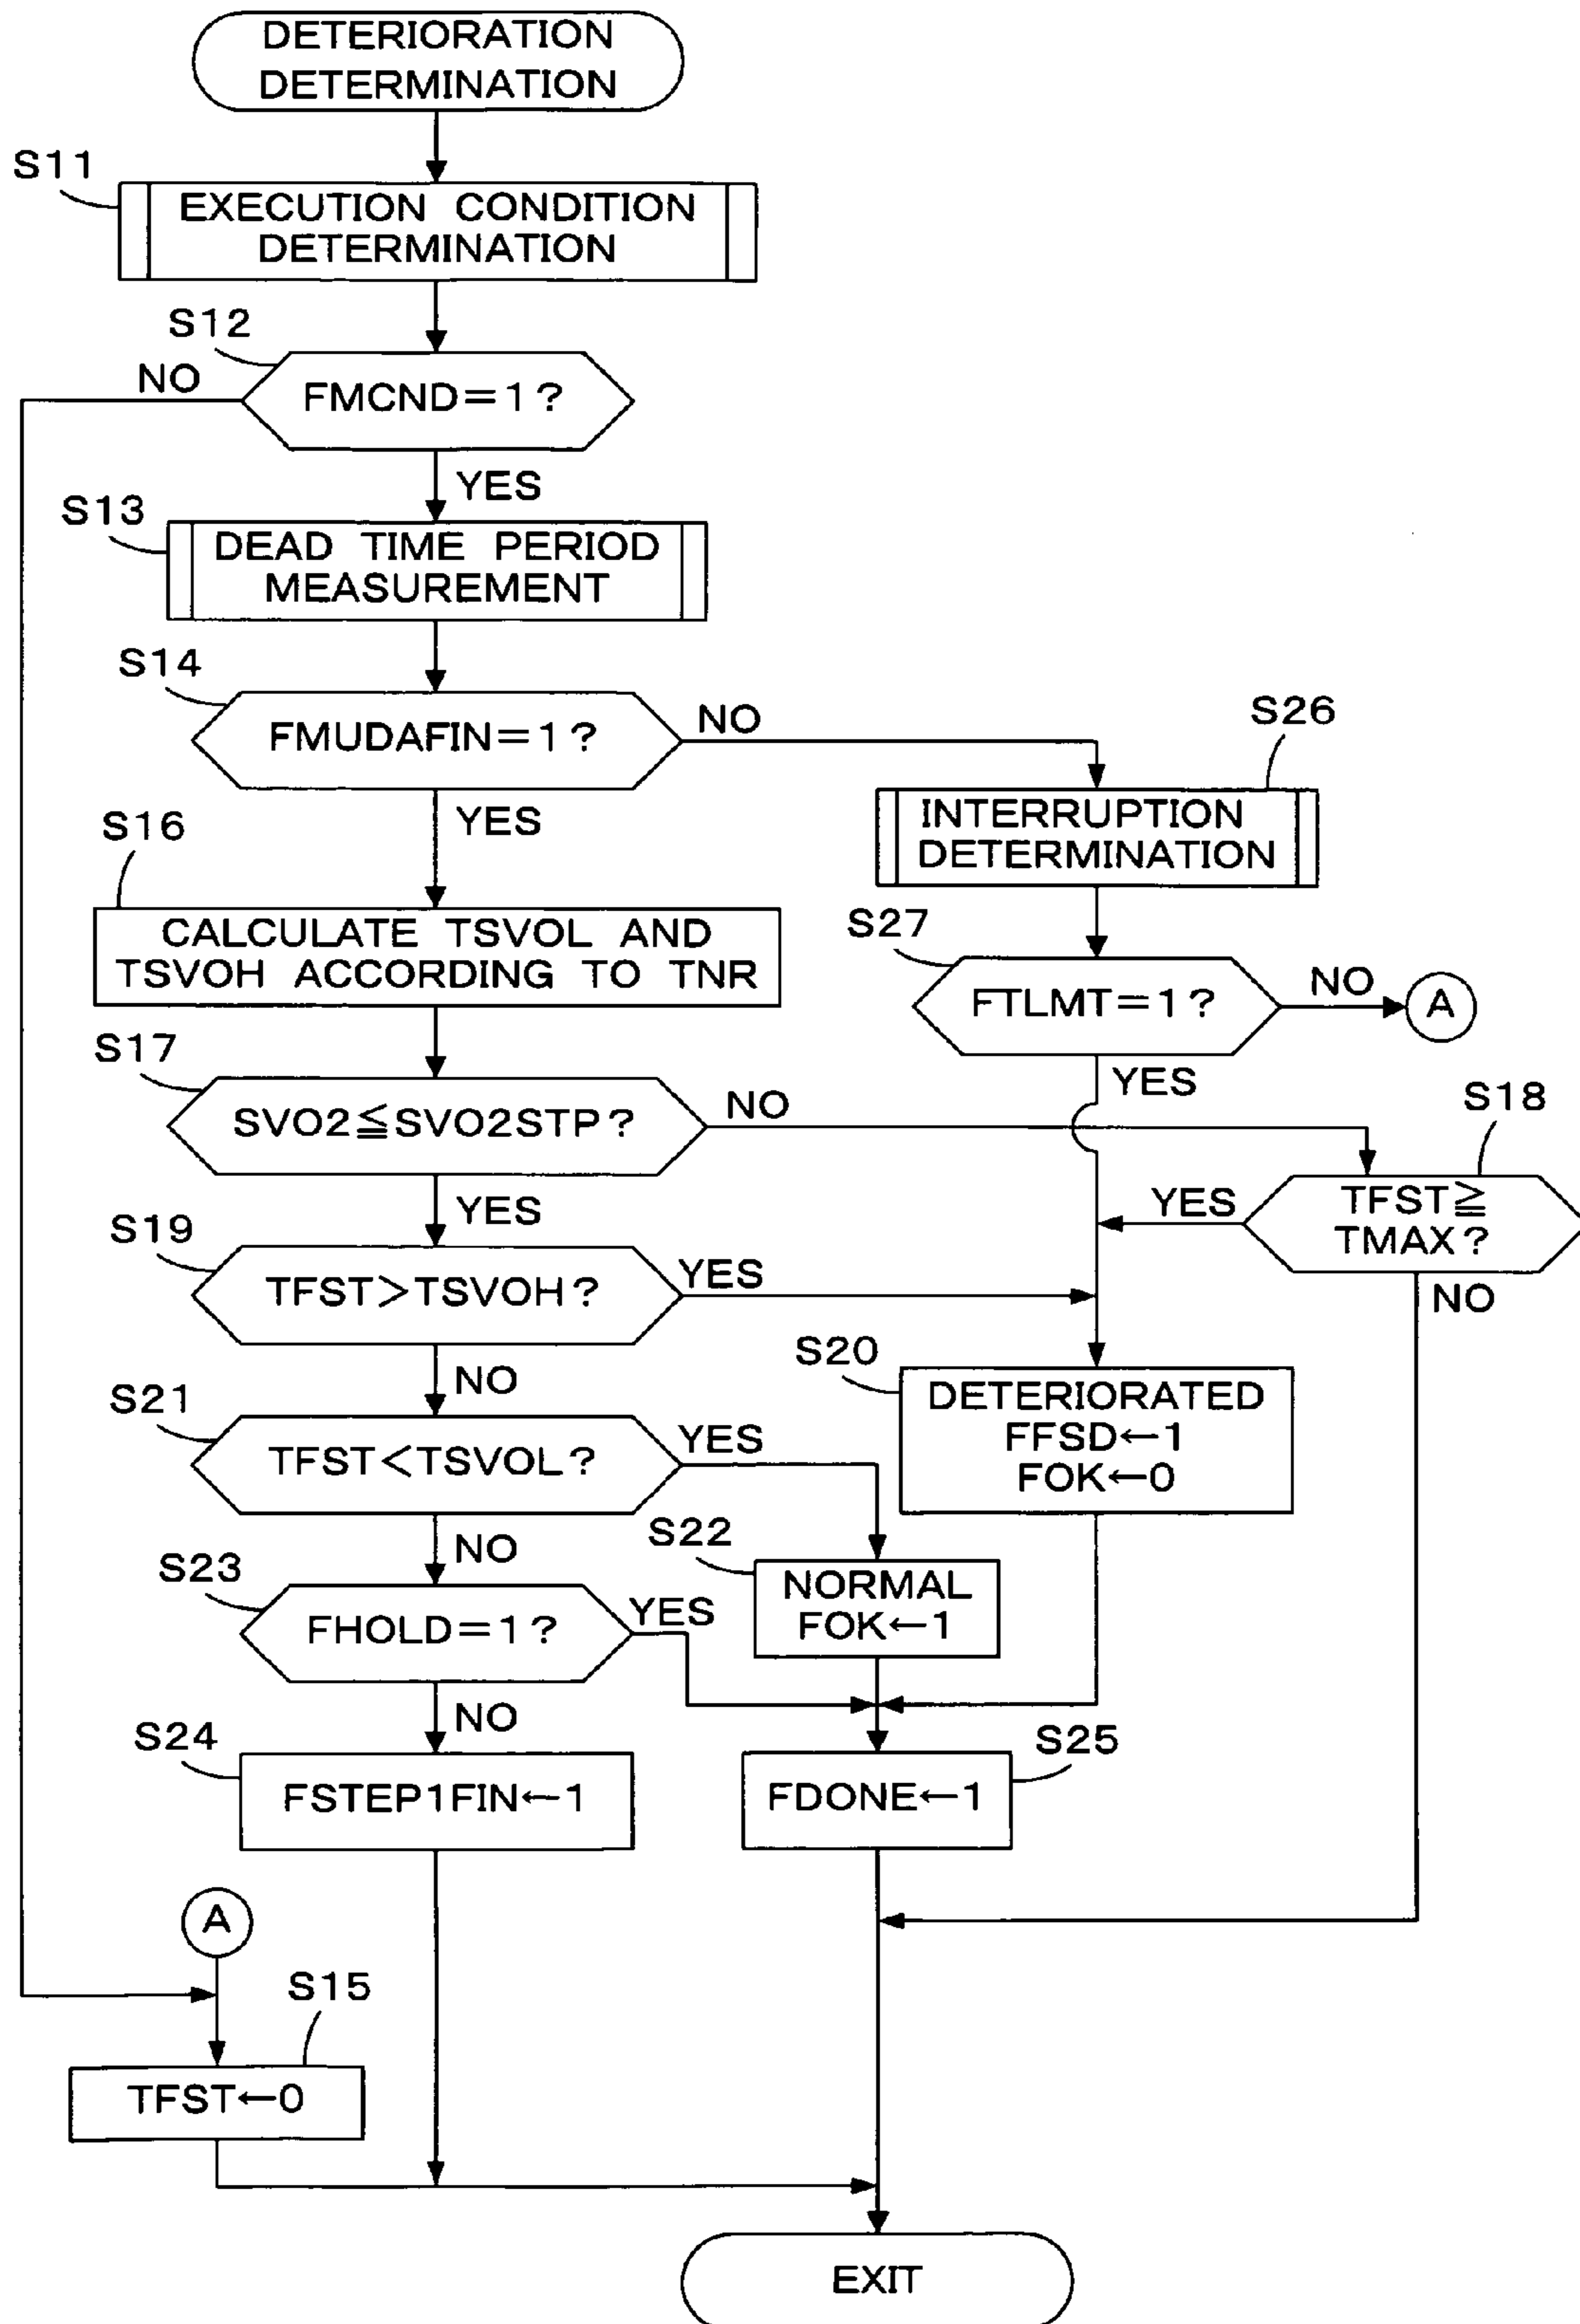 DETERIORATION
DETERMINATION
S11
EXECUTION CONDITION
DETERMINATION
S12
NO
FMCND=1?
YES
S13
DEAD TIME PERIOD
MEASUREMENT
S14
FMUDAFIN=1?
NO
YES
S26
INTERRUPTION
DETERMINATION
S16
CALCULATE TSVOL AND
TSVOH ACCORDING TO TNR
S27
FTLMT=1?
NO
A
YES
S17
SVO2≦SVO2STP?
NO
YES
S18
TFST≧
TMAX?
YES
NO
S19
TFST>TSVOH?
YES
NO
S20
DETERIORATED
FFSD←1
FOK←0
S21
TFST<TSVOL?
YES
NO
S22
NORMAL
FOK←1
S23
FHOLD=1?
YES
NO
S24
FSTEP1FIN←1
S25
FDONE←1
A
S15
TFST←0
EXIT